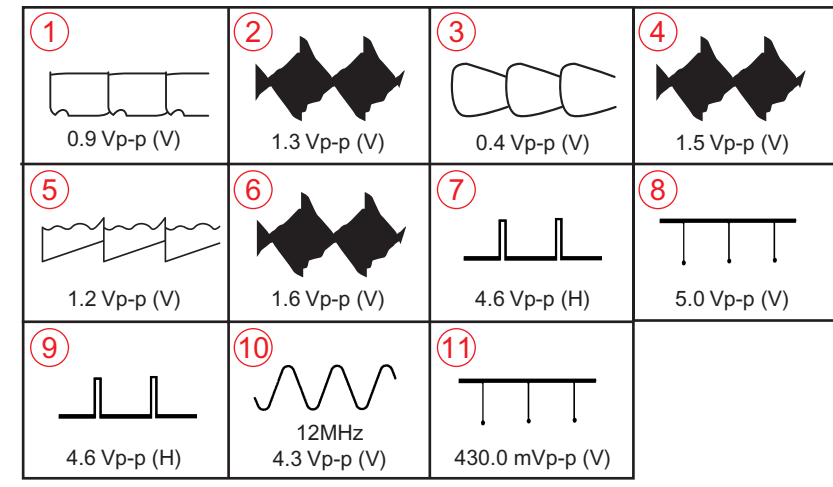 1
0.9 Vp-p (V)
2
1.3 Vp-p (V)
3
0.4 Vp-p (V)
4
1.5 Vp-p (V)
5
1.2 Vp-p (V)
6
1.6 Vp-p (V)
7
4.6 Vp-p (H)
8
5.0 Vp-p (V)
9
4.6 Vp-p (H)
10
12MHz
4.3 Vp-p (V)
11
430.0 mVp-p (V)